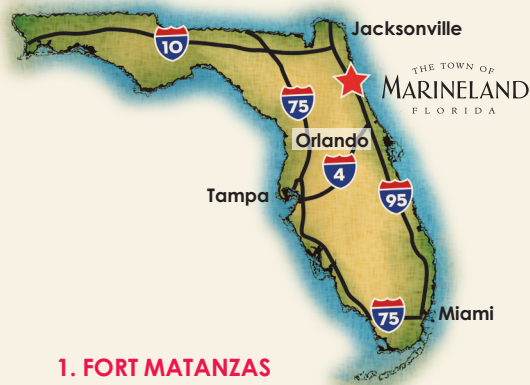 Jacksonville
10
THE TOWN OF
MARINELAND
FLORIDA
75
Orlando
4
Tampa
95
75
Miami
1. FORT MATANZAS